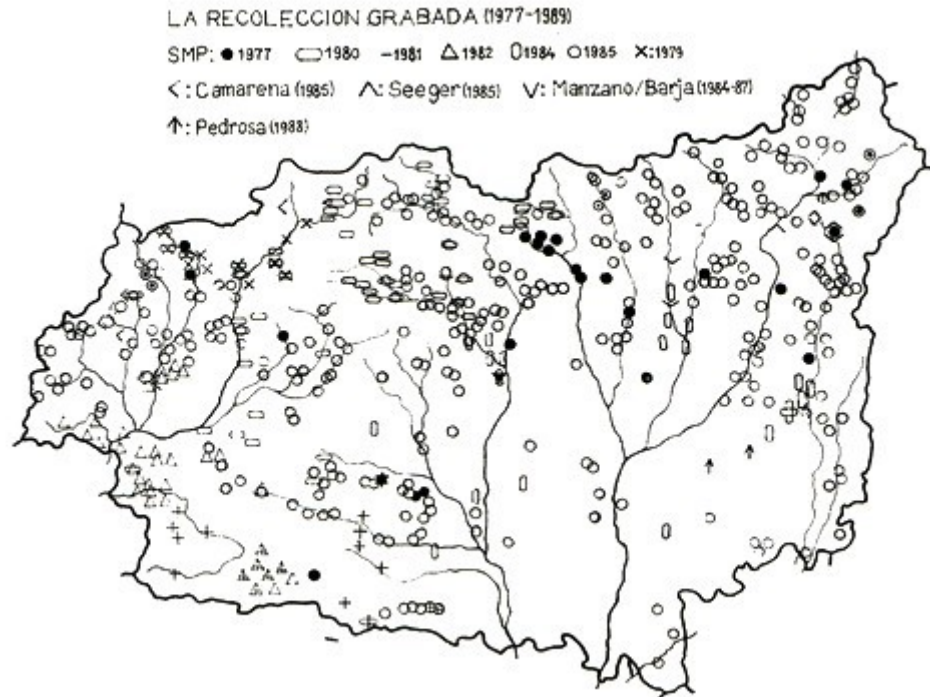 LA RECOLECCION GRABADA (1977-1989)
SMP: ● 1977 ⬭ 1980 -1981 △ 1982 0 1984 ○ 1985 ×:1979
<: Camarena (1985) ∧: Seeger (1985) ∨: Manzano/Barja (1984-87)
↑: Pedrosa (1988)